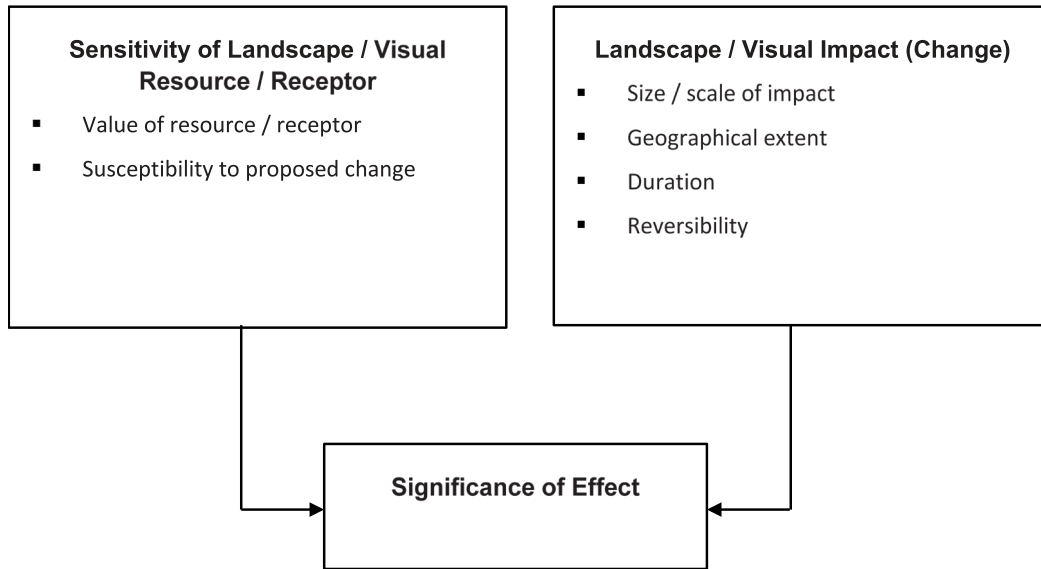 Sensitivity of Landscape / Visual
Resource / Receptor
▪ Value of resource / receptor
▪ Susceptibility to proposed change
Landscape / Visual Impact (Change)
▪ Size / scale of impact
▪ Geographical extent
▪ Duration
▪ Reversibility
Significance of Effect